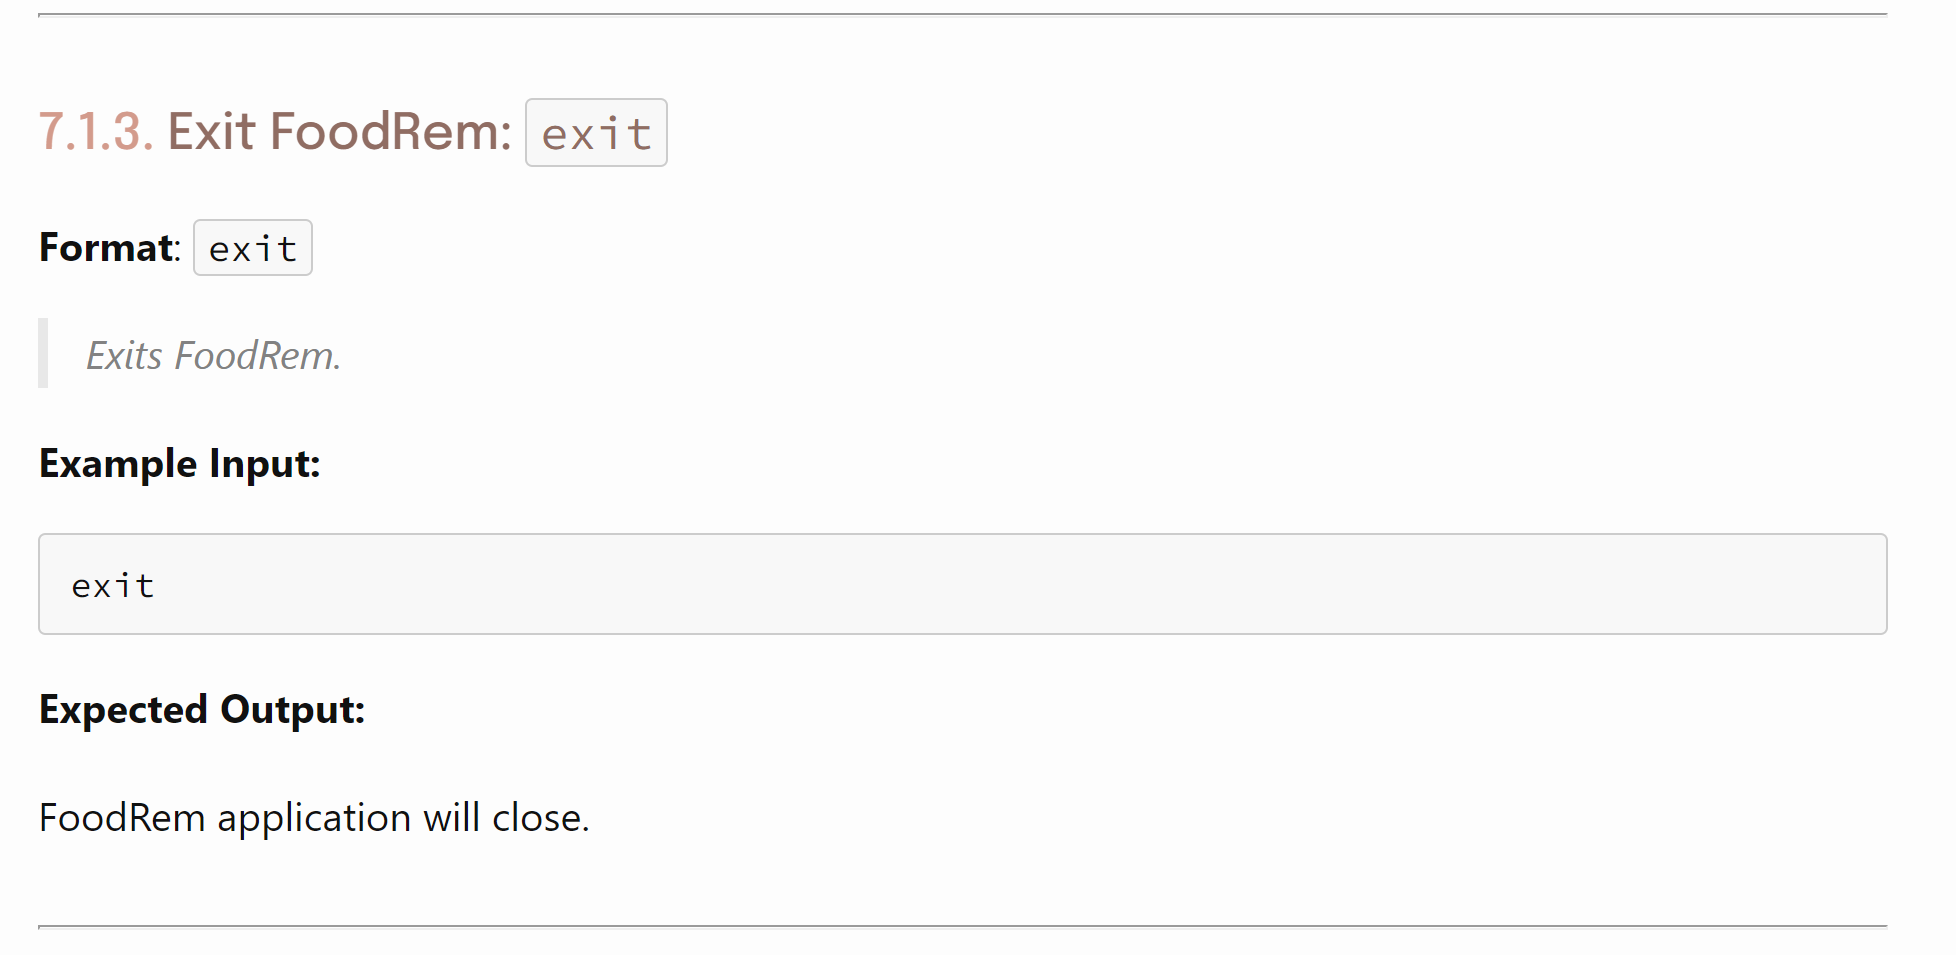 7.1.3. Exit FoodRem: exit
Format: exit
Exits FoodRem.
Example Input:
exit
Expected Output:
FoodRem application will close.